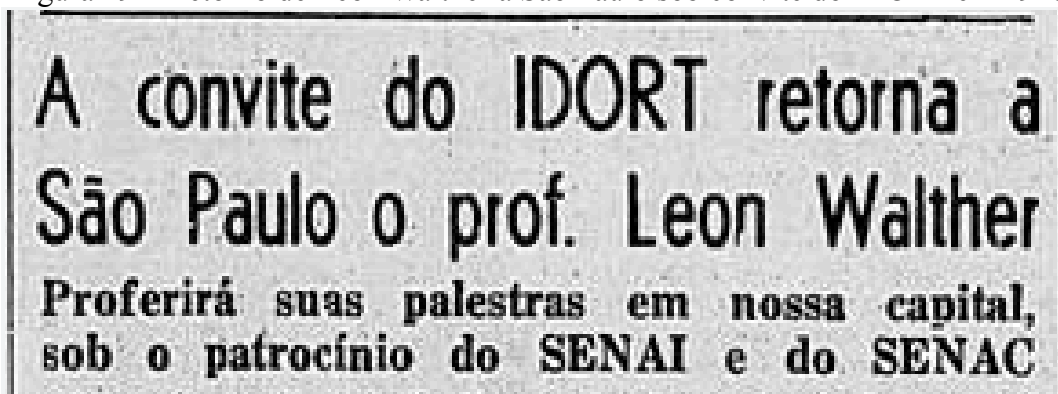 A convite do IDORT retorna a
São Paulo o prof. Leon Walther
Proferirá suas palestras em nossa capital,
sob o patrocínio do SENAI e do SENAC